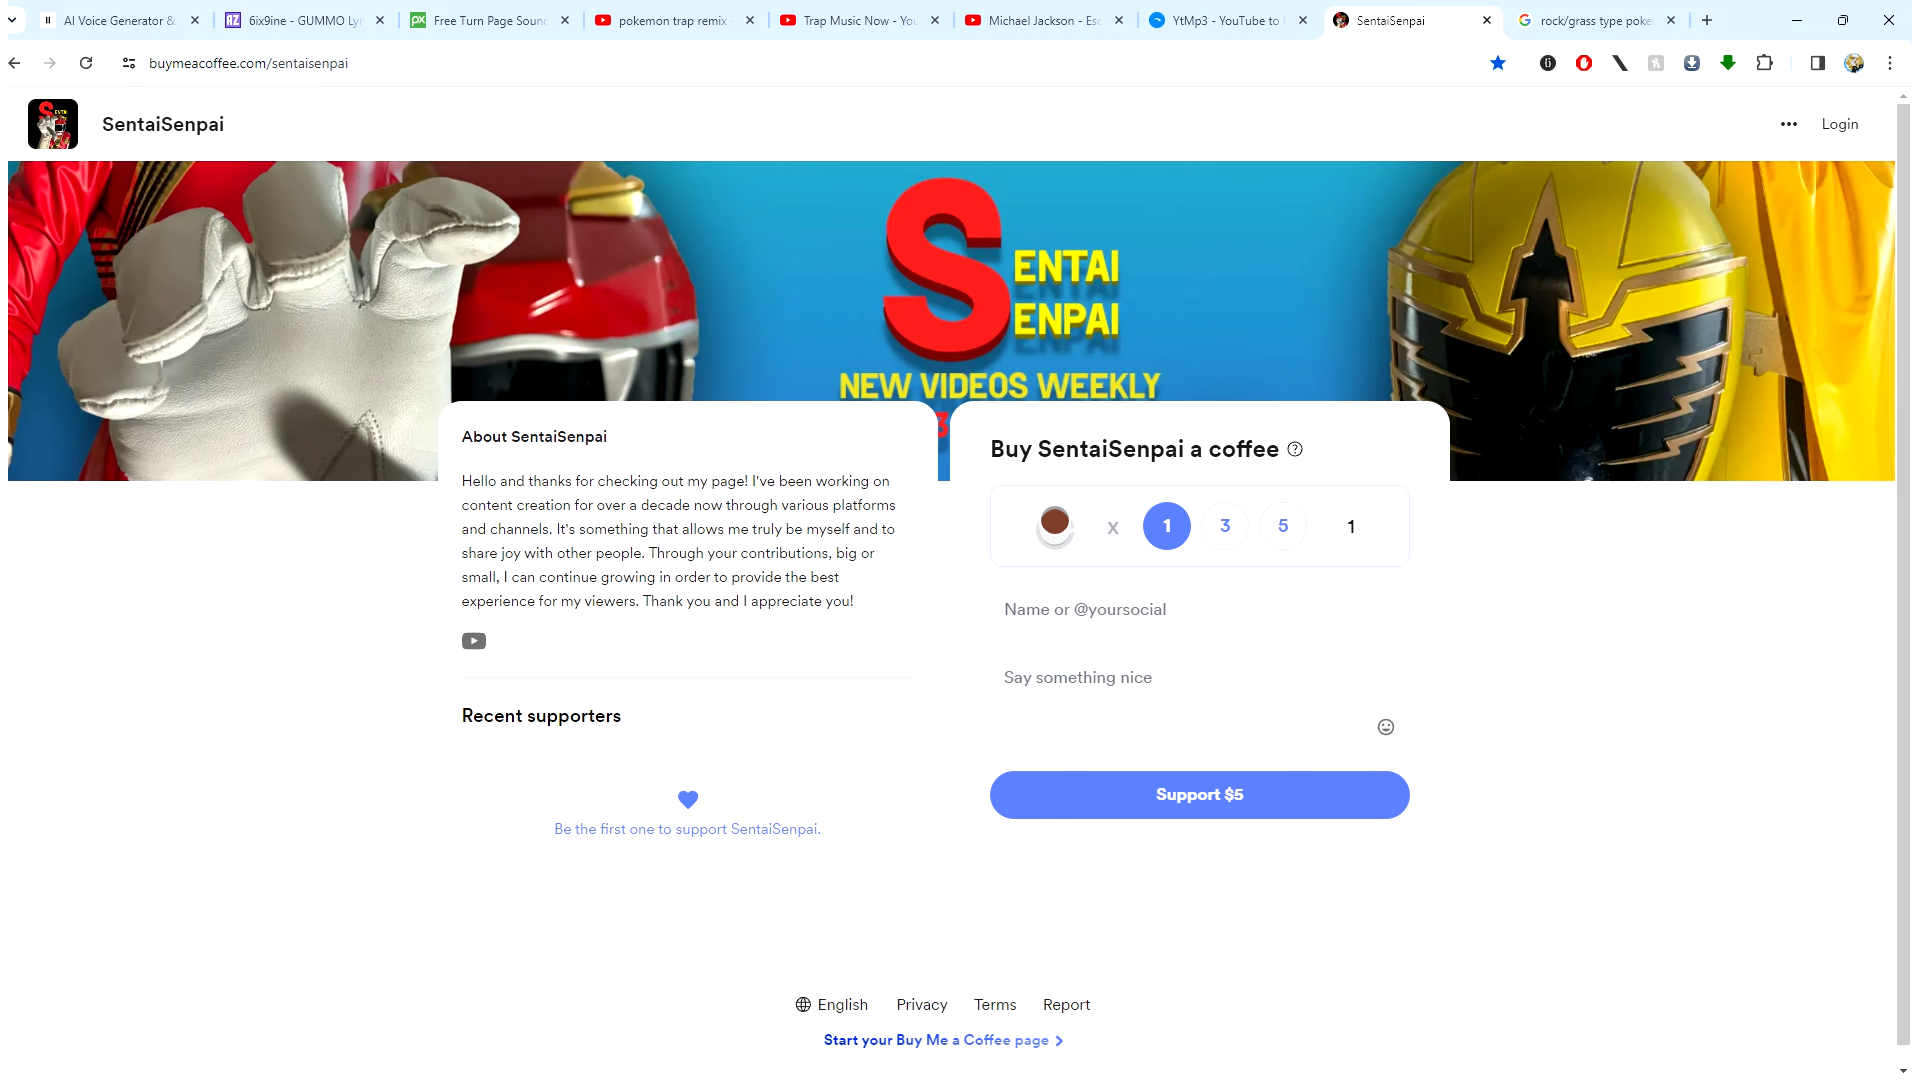 AI Voice Generator &
6ix9ine - GUMMO Ly
Free Turn Page Soun
pokemon trap remix -
Trap Music Now - You
Michael Jackson - Esc
YtMp3 - YouTube to
SentaiSenpai
rock/grass type poke
buymeacoffee.com/sentaisenpai
SentaiSenpai
Login
SENTAI
SENPAI
NEW VIDEOS WEEKLY
About SentaiSenpai
Hello and thanks for checking out my page! I've been working on
content creation for over a decade now through various platforms
and channels. It's something that allows me truly be myself and to
share joy with other people. Through your contributions, big or
small, I can continue growing in order to provide the best
experience for my viewers. Thank you and I appreciate you!
Recent supporters
Be the first one to support SentaiSenpai.
Buy SentaiSenpai a coffee
x 1 3 5 1
Name or @yoursocial
Say something nice
Support $5
English Privacy Terms Report
Start your Buy Me a Coffee page